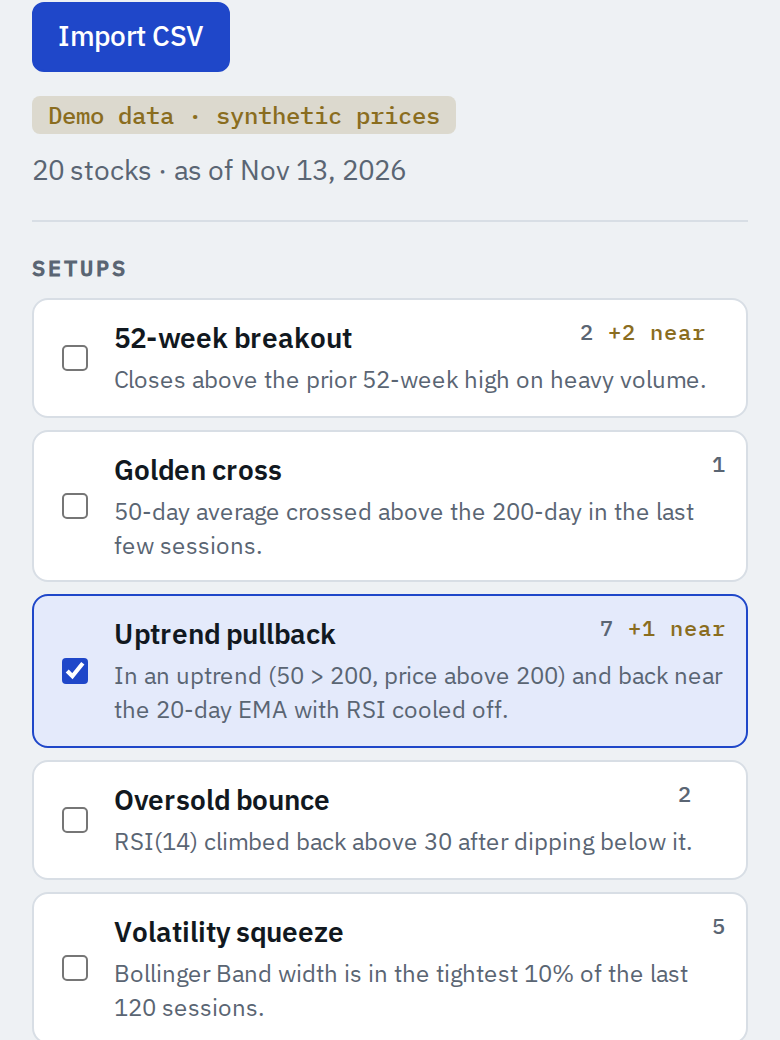 Import CSV
Demo data · synthetic prices
20 stocks · as of Nov 13, 2026
SETUPS
52-week breakout 2 +2 near
Closes above the prior 52-week high on heavy volume.
Golden cross 1
50-day average crossed above the 200-day in the last
few sessions.
Uptrend pullback 7 +1 near
In an uptrend (50 > 200, price above 200) and back near
the 20-day EMA with RSI cooled off.
Oversold bounce 2
RSI(14) climbed back above 30 after dipping below it.
Volatility squeeze 5
Bollinger Band width is in the tightest 10% of the last
120 sessions.